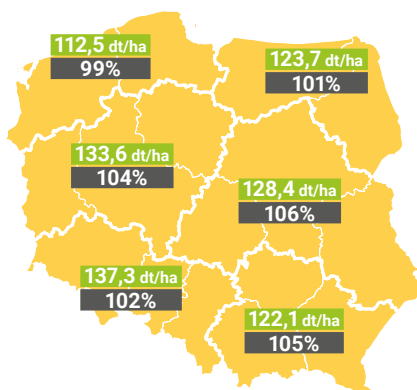 112,5 dt/ha
99%
123,7 dt/ha
101%
133,6 dt/ha
104%
128,4 dt/ha
106%
137,3 dt/ha
102%
122,1 dt/ha
105%